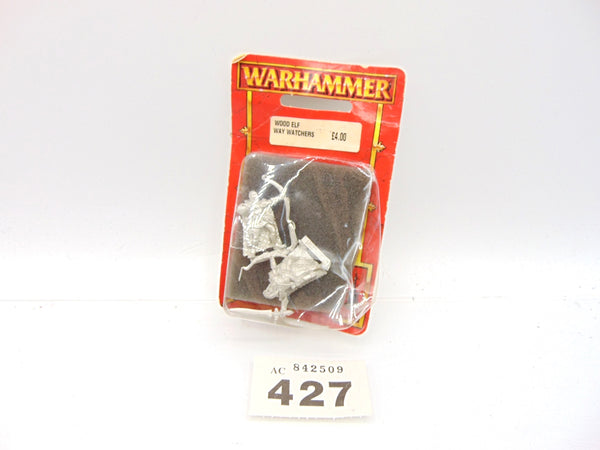 WARHAMMER
WOOD ELF
WAY WATCHERS £4.00
AC 842509
427